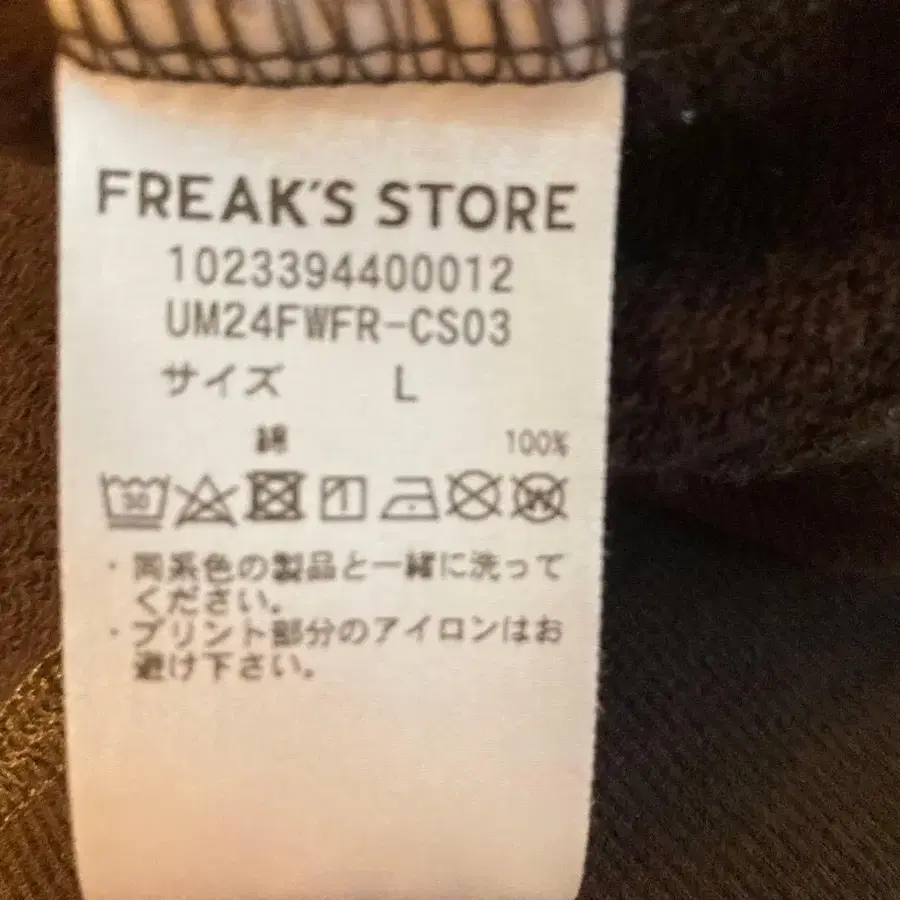 FREAK'S STORE
1023394400012
UM24FWFR-CS03
サイズ L
綿 100%
30 W
・同系色の製品と一緒に洗って
ください。
・プリント部分のアイロンはお
避け下さい。